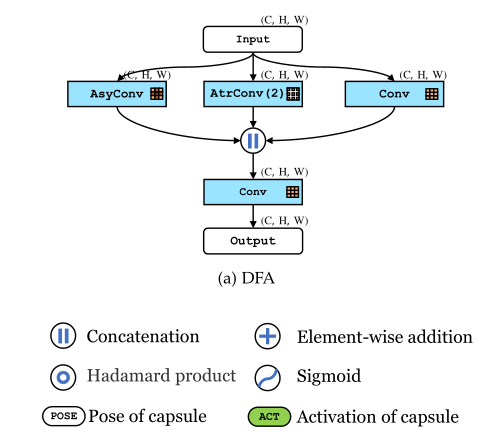 (C, H, W)
Input
(C, H, W) (C, H, W) (C, H, W)
AsyConv AtrConv(2) Conv
(C, H, W)
Conv
(C, H, W)
Output
(a) DFA
Concatenation Element-wise addition
Hadamard product Sigmoid
POSE Pose of capsule ACT Activation of capsule